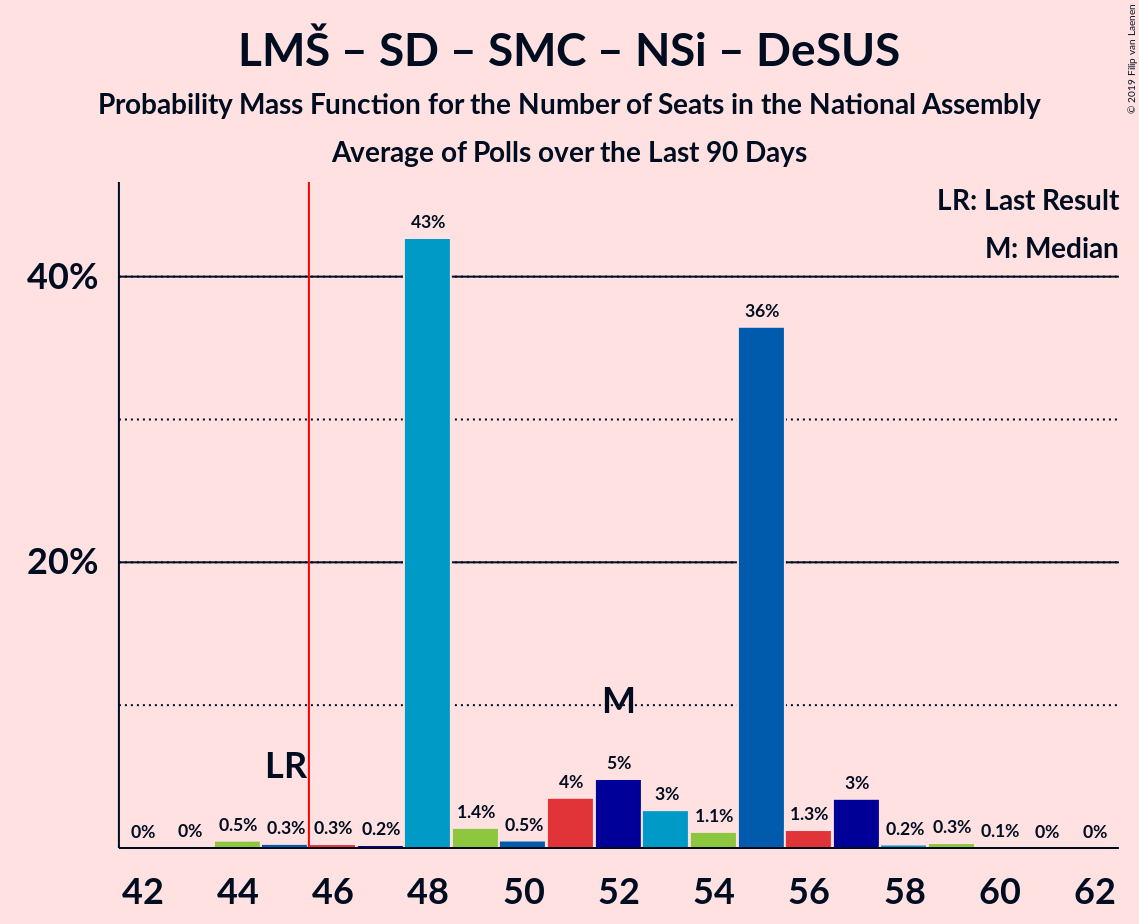 LMŠ – SD – SMC – NSi – DeSUS
Probability Mass Function for the Number of Seats in the National Assembly
Average of Polls over the Last 90 Days
© 2019 Filip van Laenen
LR: Last Result
M: Median
40%
20%
LR
M
0%
0%
0.5%
0.3%
0.3%
0.2%
43%
1.4%
0.5%
4%
5%
3%
1.1%
36%
1.3%
3%
0.2%
0.3%
0.1%
0%
0%
42 44 46 48 50 52 54 56 58 60 62